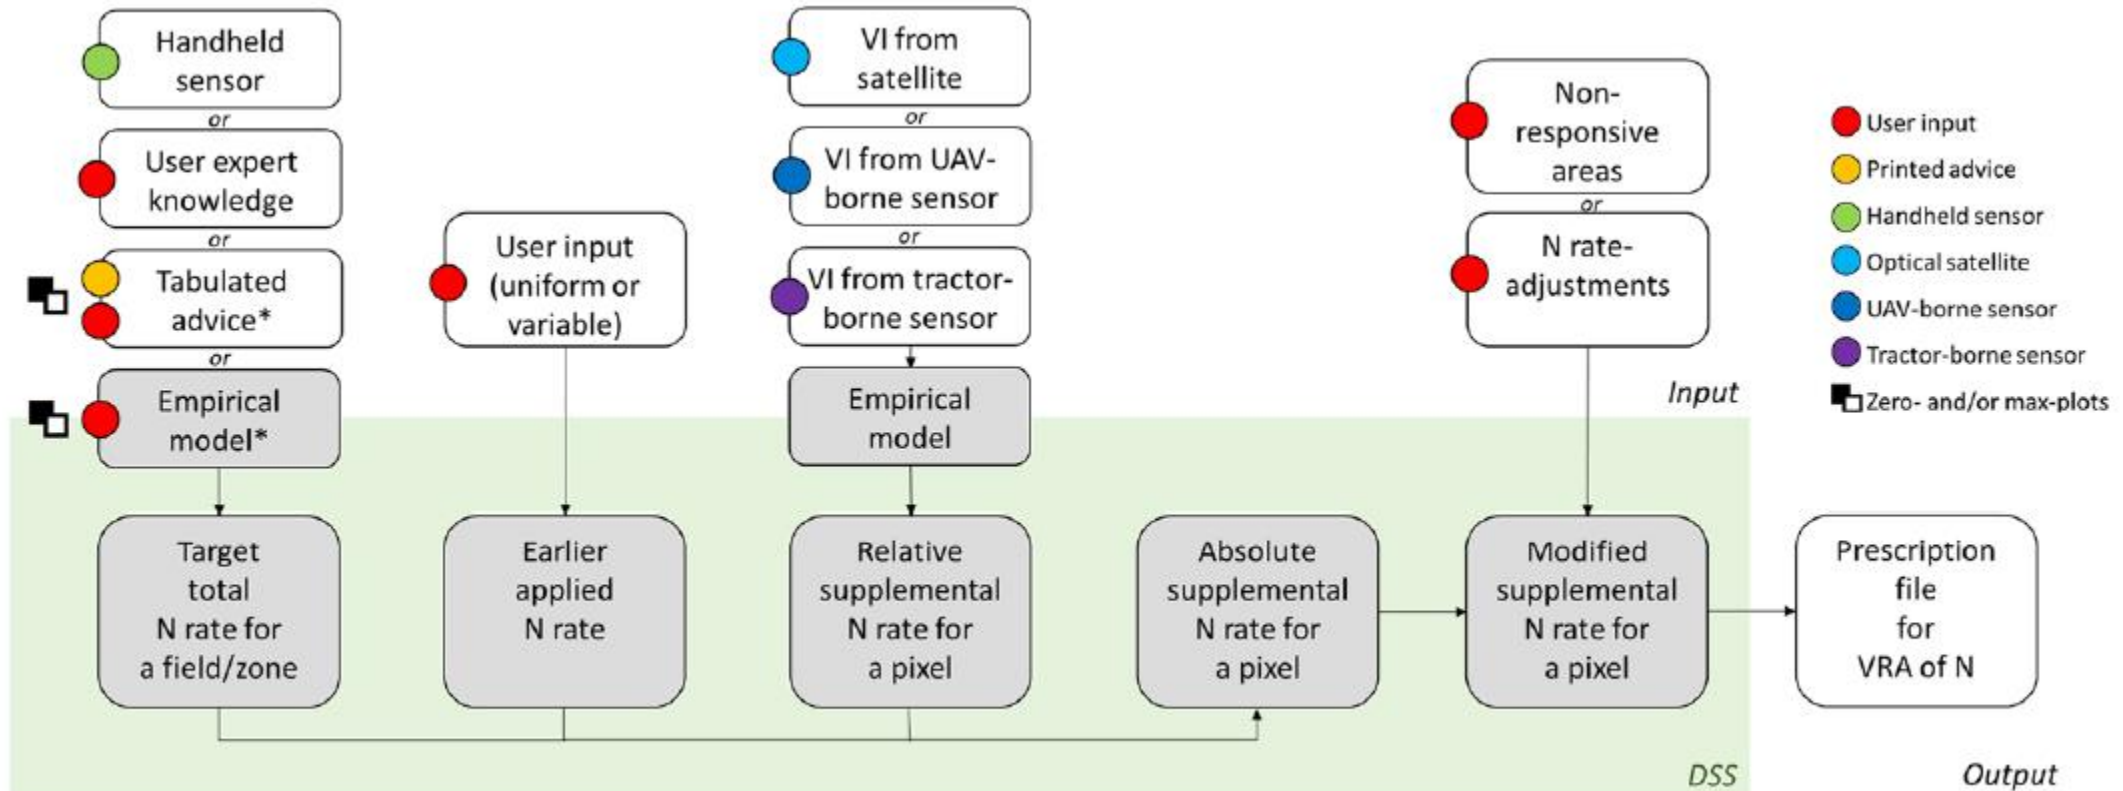 Handheld
sensor
or
User expert
knowledge
or
Tabulated
advice*
or
Empirical
model*
Target
total
N rate for
a field/zone
User input
(uniform or
variable)
Earlier
applied
N rate
VI from
satellite
or
VI from UAV-
borne sensor
or
VI from tractor-
borne sensor
Empirical
model
Relative
supplemental
N rate for
a pixel
Absolute
supplemental
N rate for
a pixel
Non-
responsive
areas
or
N rate-
adjustments
Modified
supplemental
N rate for
a pixel
Input
DSS
Prescription
file
for
VRA of N
Output
User input
Printed advice
Handheld sensor
Optical satellite
UAV-borne sensor
Tractor-borne sensor
Zero- and/or max-plots